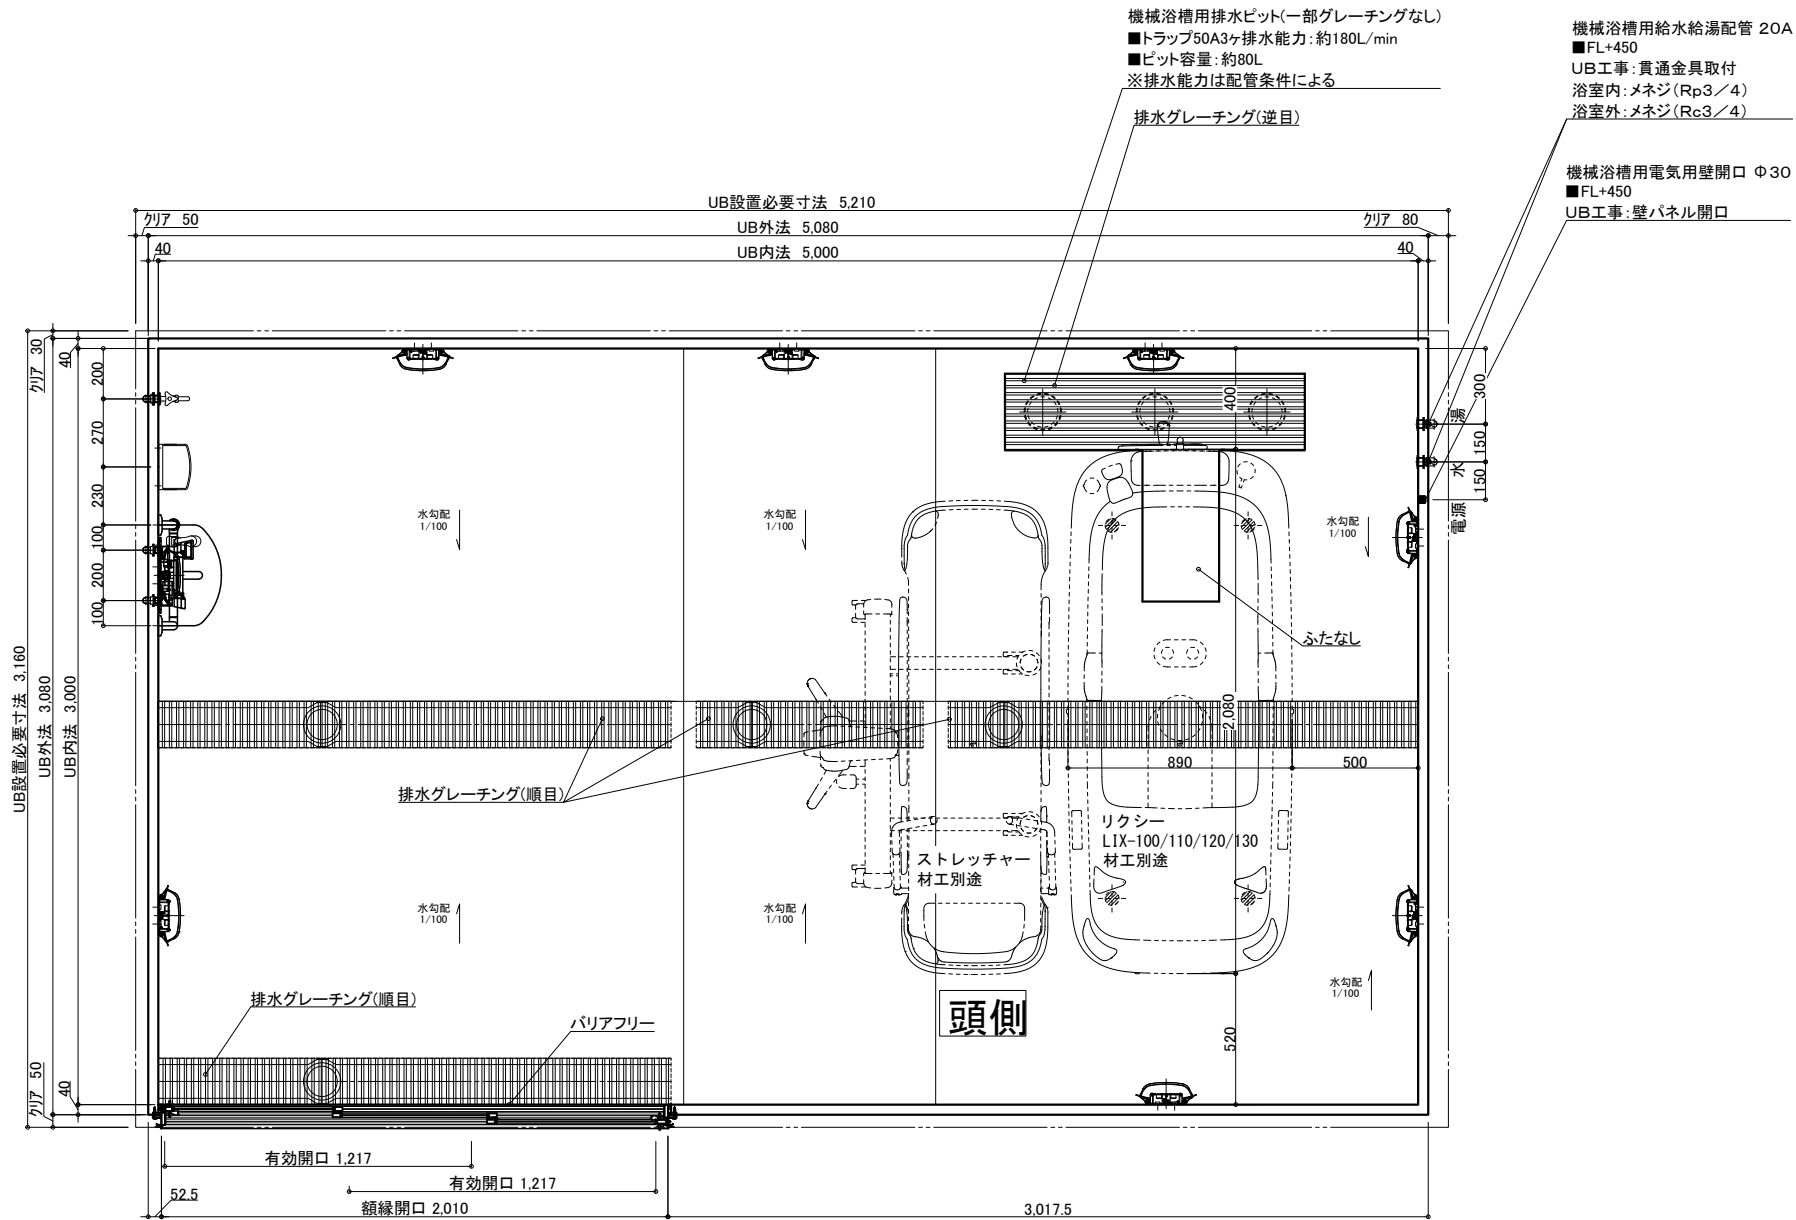 機械浴槽用排水ピット(一部グレーチングなし)
■トラップ50A3ヶ排水能力:約180L/min
■ピット容量:約80L
※排水能力は配管条件による
排水グレーチング(逆目)
機械浴槽用給水給湯配管 20A
■FL+450
UB工事:貫通金具取付
浴室内:メネジ(Rp3/4)
浴室外:メネジ(Rc3/4)
機械浴槽用電気用壁開口 Φ30
■FL+450
UB工事:壁パネル開口
UB設置必要寸法 5,210
クリア 50
UB外法 5,080
クリア 80
40
UB内法 5,000
40
クリア 30
40
200
270
230
100
200
100
UB設置必要寸法 3,160
UB外法 3,080
UB内法 3,000
クリア 50
40
400
300
湯
150
水
150
電源
水勾配
1/100
水勾配
1/100
水勾配
1/100
ふたなし
2,080
890
500
排水グレーチング(順目)
リクシー
LIX-100/110/120/130
材工別途
ストレッチャー
材工別途
水勾配
1/100
水勾配
1/100
水勾配
1/100
排水グレーチング(順目)
バリアフリー
頭側
520
有効開口 1,217
有効開口 1,217
52.5
額縁開口 2,010
3,017.5